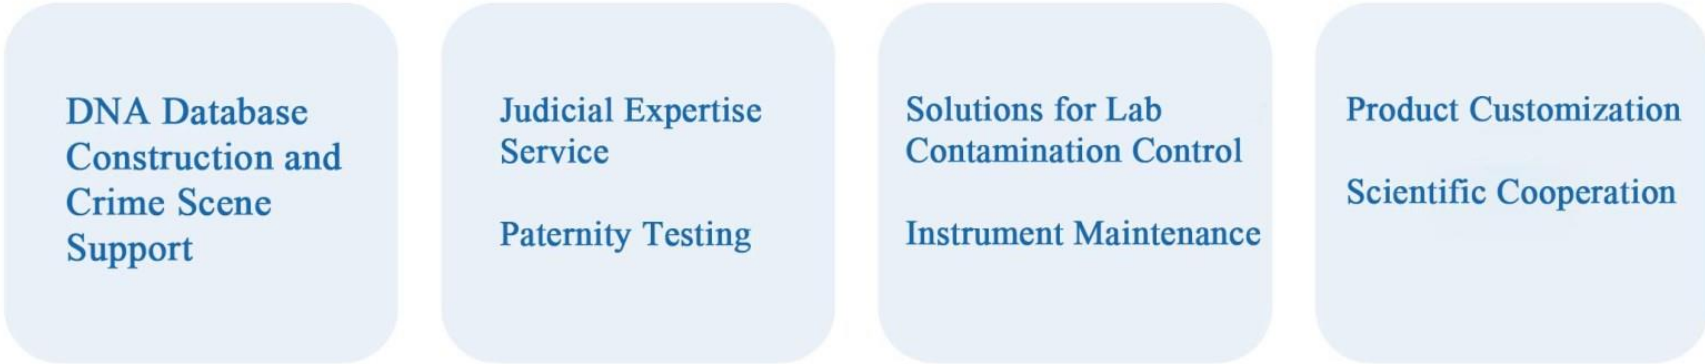 DNA Database
Construction and
Crime Scene
Support
Judicial Expertise
Service
Paternity Testing
Solutions for Lab
Contamination Control
Instrument Maintenance
Product Customization
Scientific Cooperation